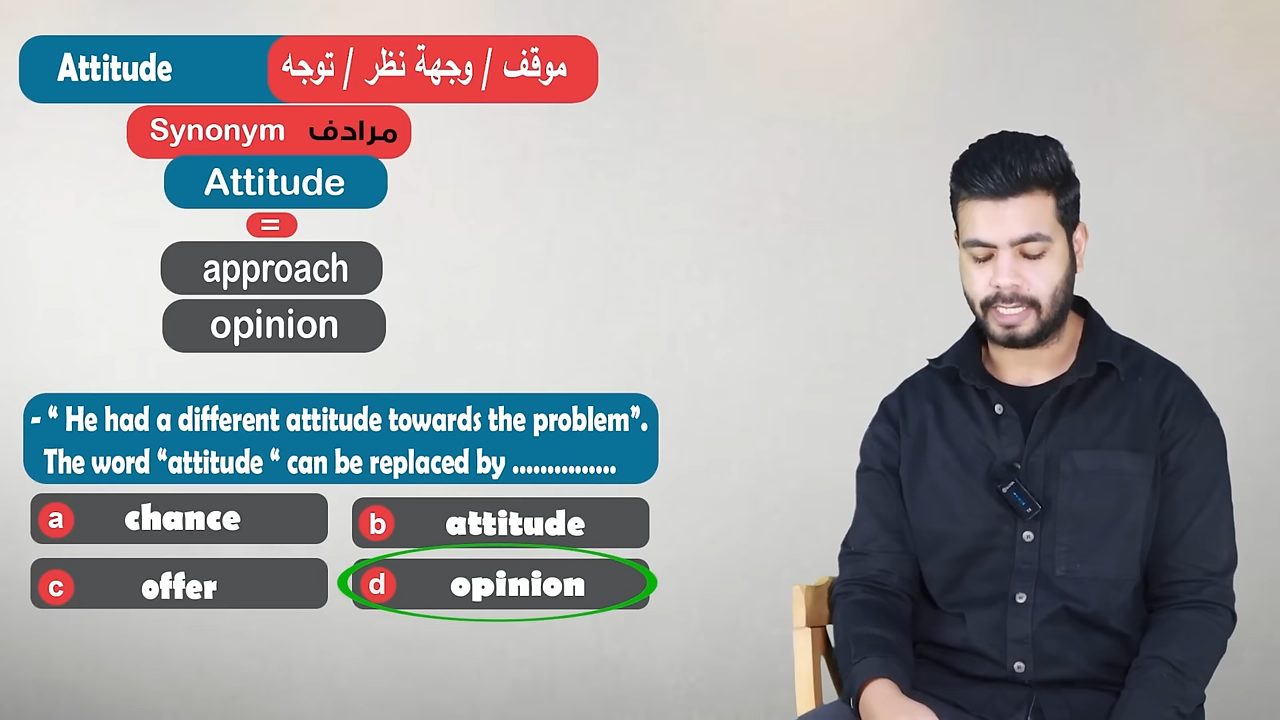 Attitude موقف / وجهة نظر / توجه
Synonym مرادف
Attitude
=
approach
opinion
- “ He had a different attitude towards the problem”.
The word “attitude “ can be replaced by ...............
a chance
b attitude
c offer
d opinion